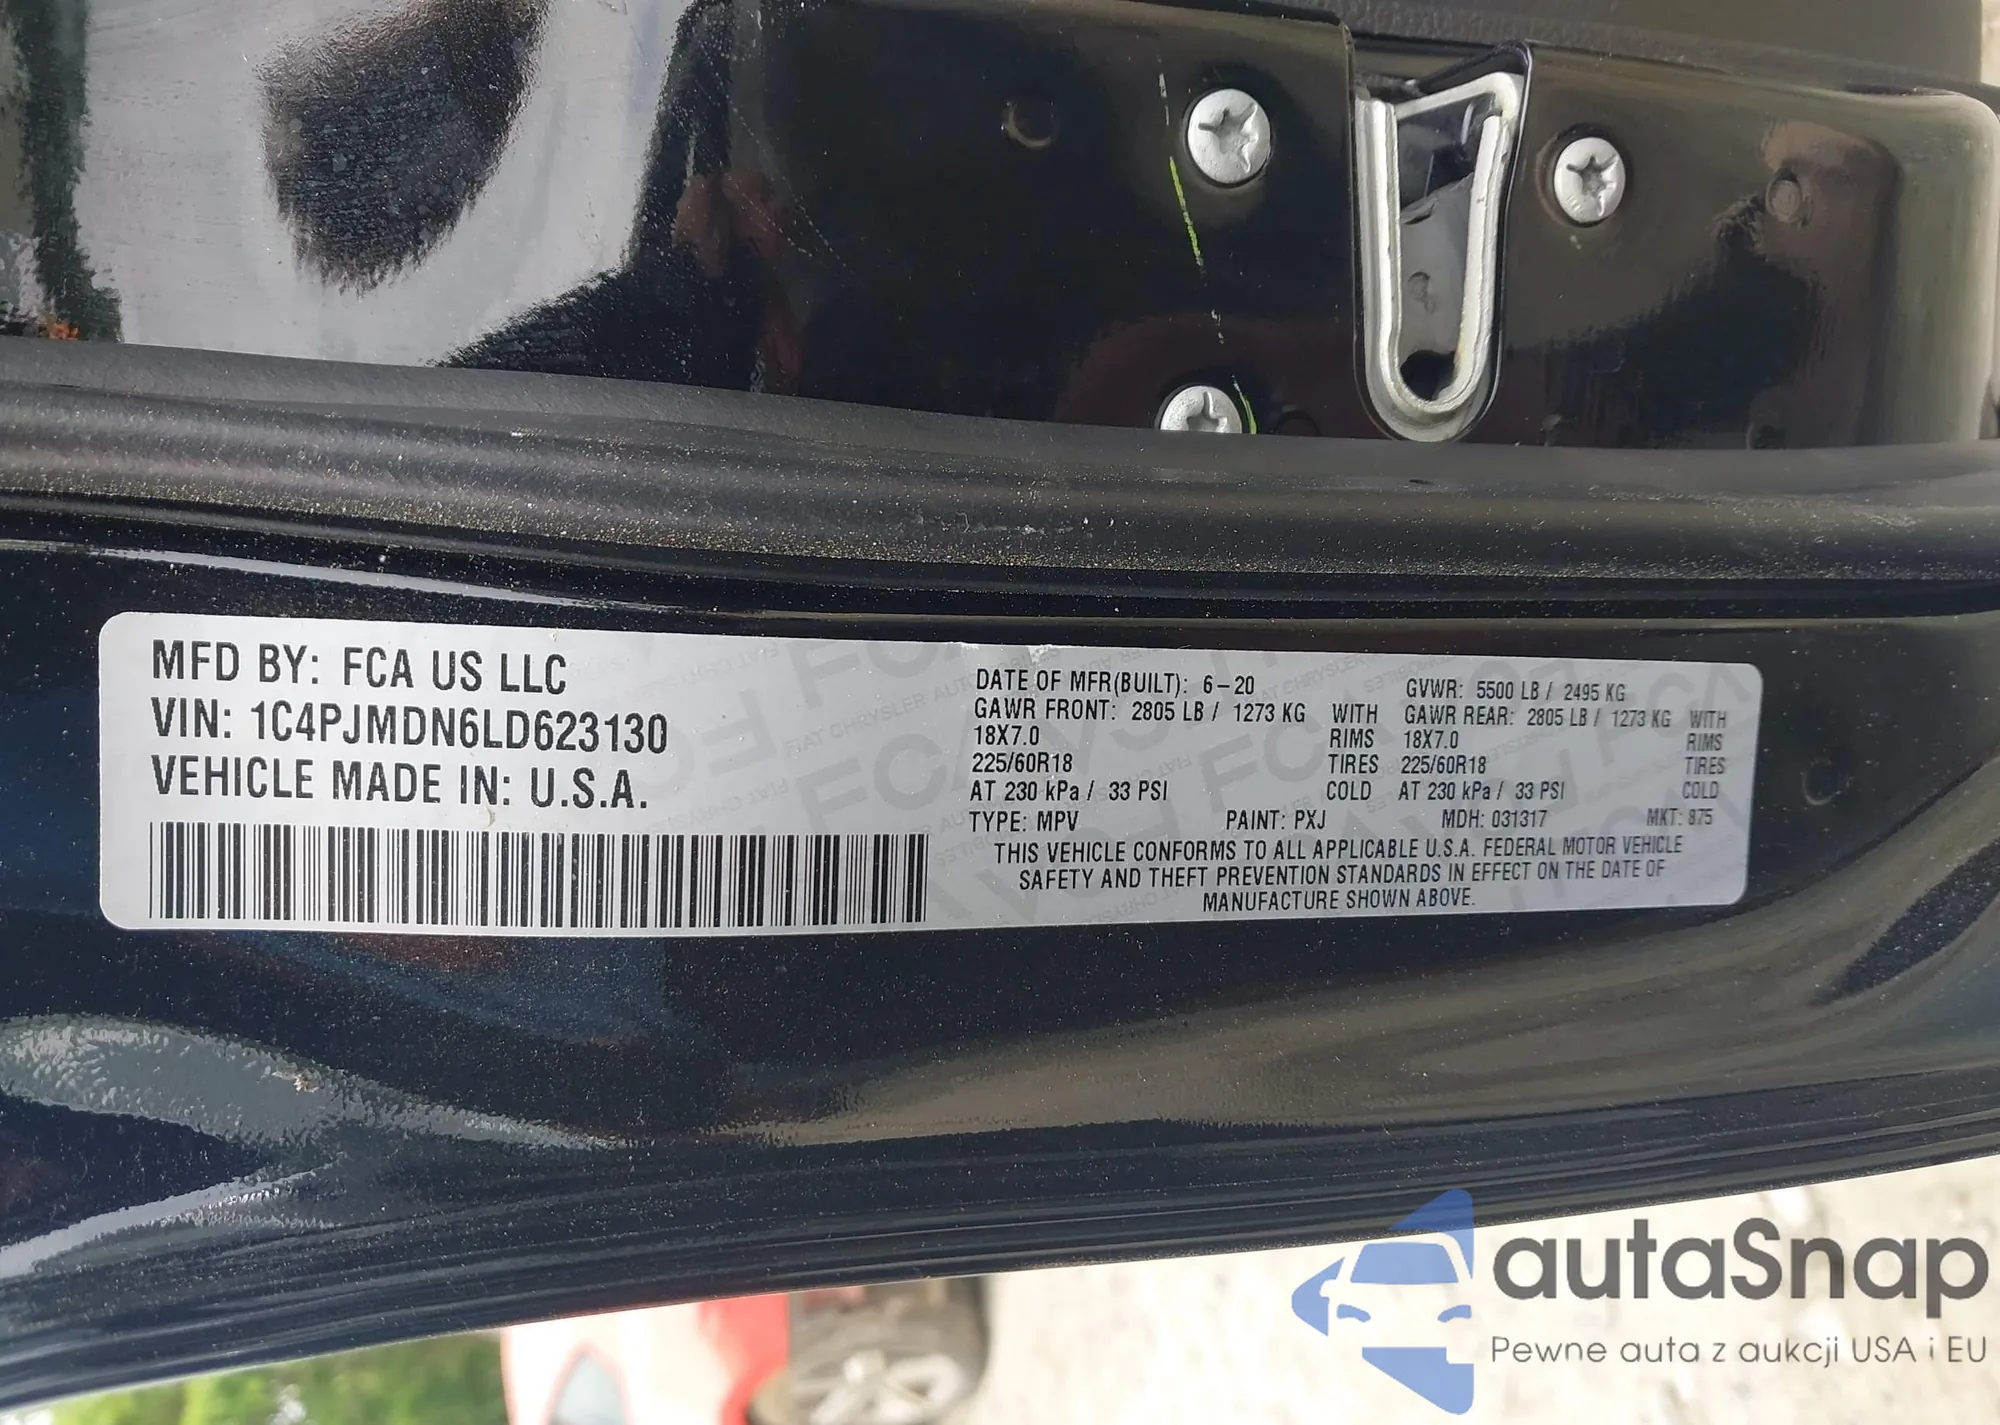 MFD BY: FCA US LLC
VIN: 1C4PJMDN6LD623130
VEHICLE MADE IN: U.S.A.
DATE OF MFR(BUILT): 6-20 GVWR: 5500 LB / 2495 KG
GAWR FRONT: 2805 LB / 1273 KG WITH GAWR REAR: 2805 LB / 1273 KG WITH
18X7.0 RIMS 18X7.0 RIMS
225/60R18 TIRES 225/60R18 TIRES
AT 230 kPa / 33 PSI COLD AT 230 kPa / 33 PSI COLD
TYPE: MPV PAINT: PXJ MDH: 031317 MKT: 875
THIS VEHICLE CONFORMS TO ALL APPLICABLE U.S.A. FEDERAL MOTOR VEHICLE
SAFETY AND THEFT PREVENTION STANDARDS IN EFFECT ON THE DATE OF
MANUFACTURE SHOWN ABOVE.
autaSnap
Pewne auta z aukcji USA i EU